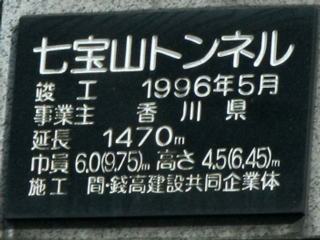 七宝山トンネル
竣工 1996年5月
事業主 香川県
延長 1470m
巾員 6.0(9.75)m 高さ 4.5(6.45)m
施工 間・錢高建設共同企業体